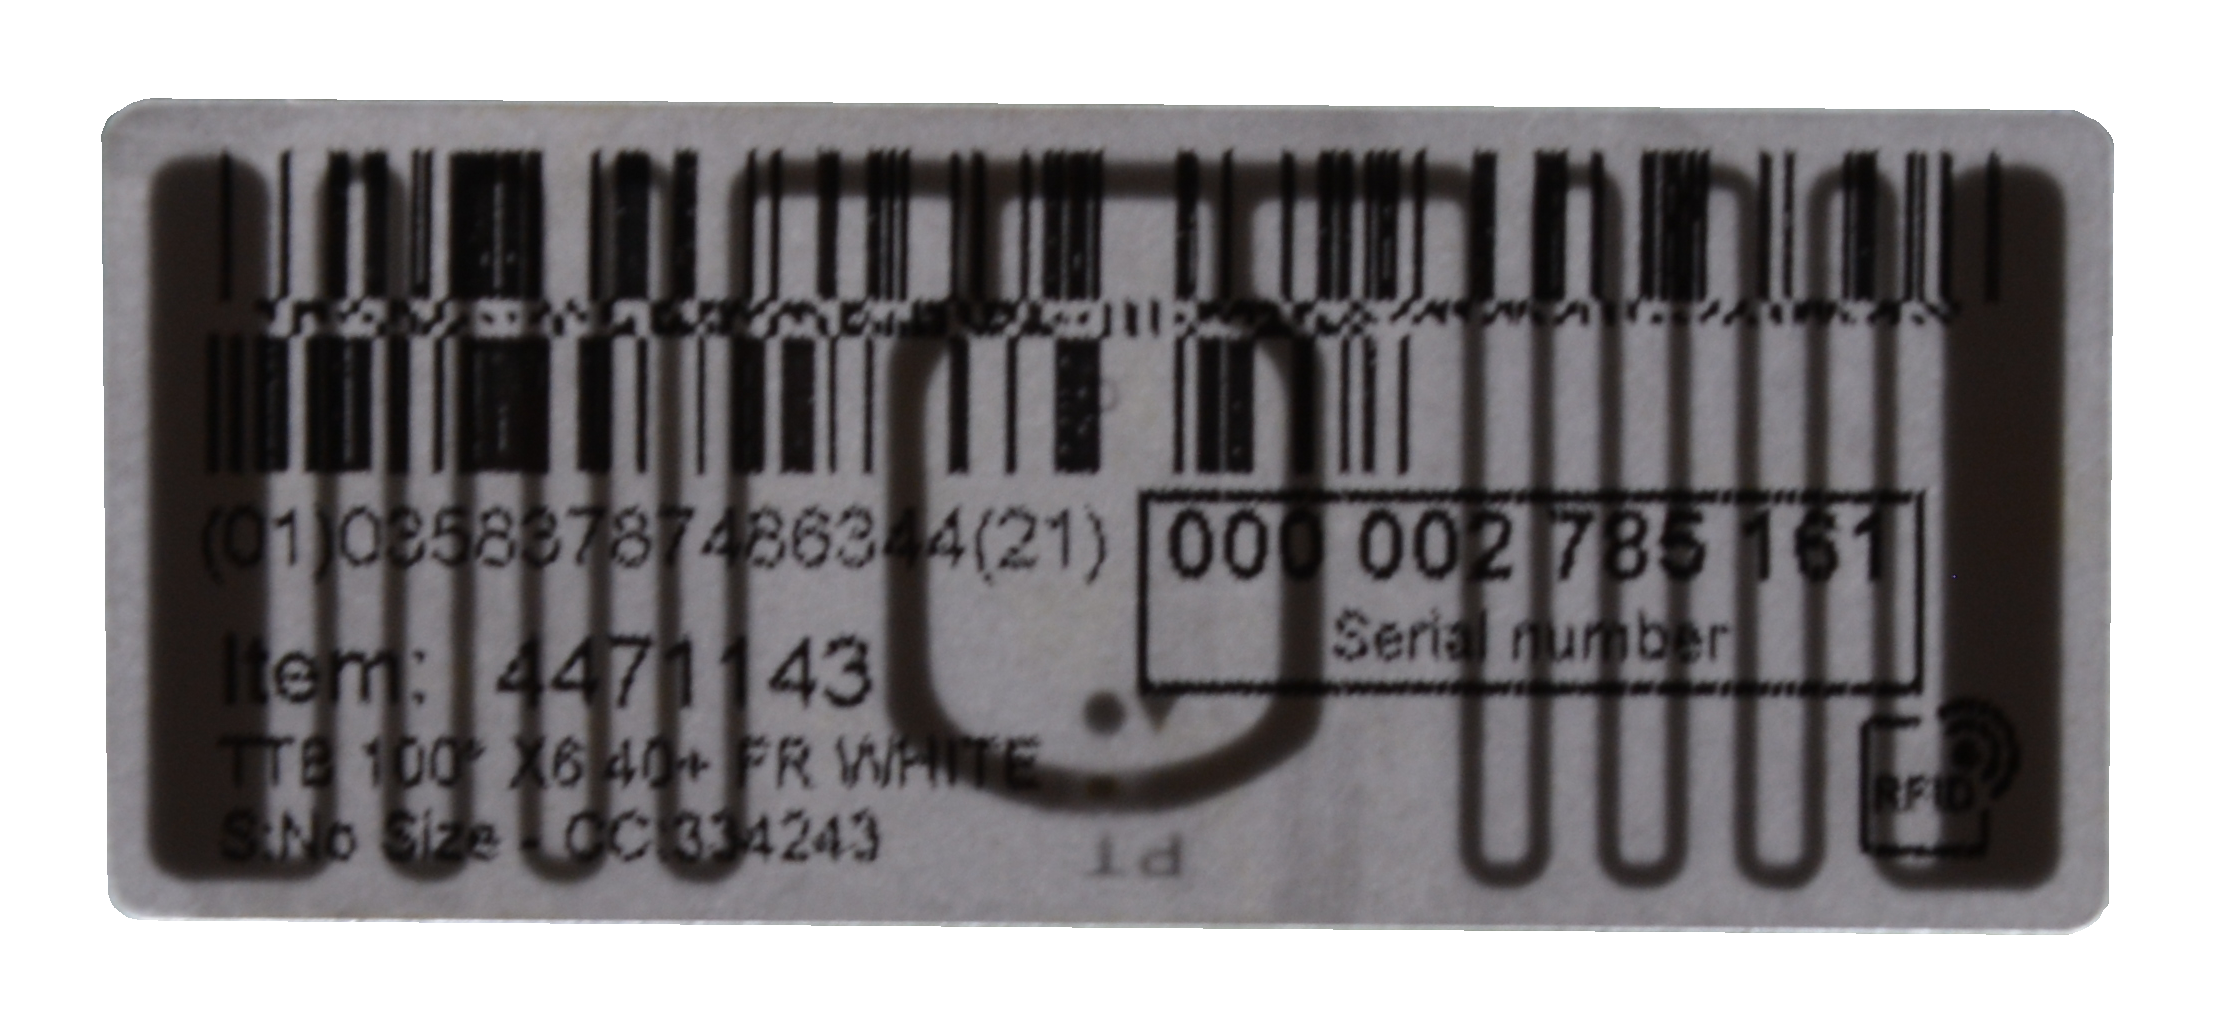 (01)03583787486344(21)
000 002 785 161
Serial number
Item: 4471143
TTB 100* X6 40+ FR WHITE
S:No Size - CC:334243
RFID
PT